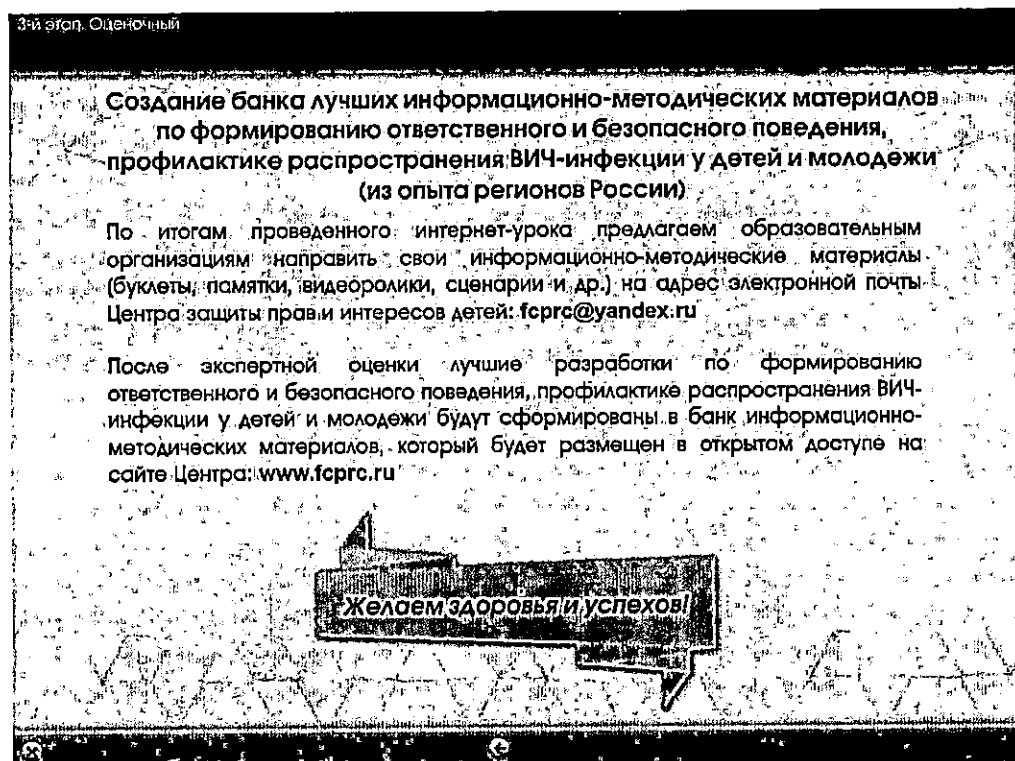 3-й этап. Оценочный
Создание банка лучших информационно-методических материалов
по формированию ответственного и безопасного поведения,
профилактике распространения ВИЧ-инфекции у детей и молодежи
(из опыта регионов России)
По итогам проведенного интернет-урока предлагаем образовательным
организациям направить свои информационно-методические материалы
(буклеты, памятки, видеоролики, сценарии и др.) на адрес электронной почты
Центра защиты прав и интересов детей: fcprc@yandex.ru
После экспертной оценки лучшие разработки по формированию
ответственного и безопасного поведения, профилактике распространения ВИЧ-
инфекции у детей и молодежи будут сформированы в банк информационно-
методических материалов, который будет размещен в открытом доступе на
сайте Центра: www.fcprc.ru
Желаем здоровья и успехов!